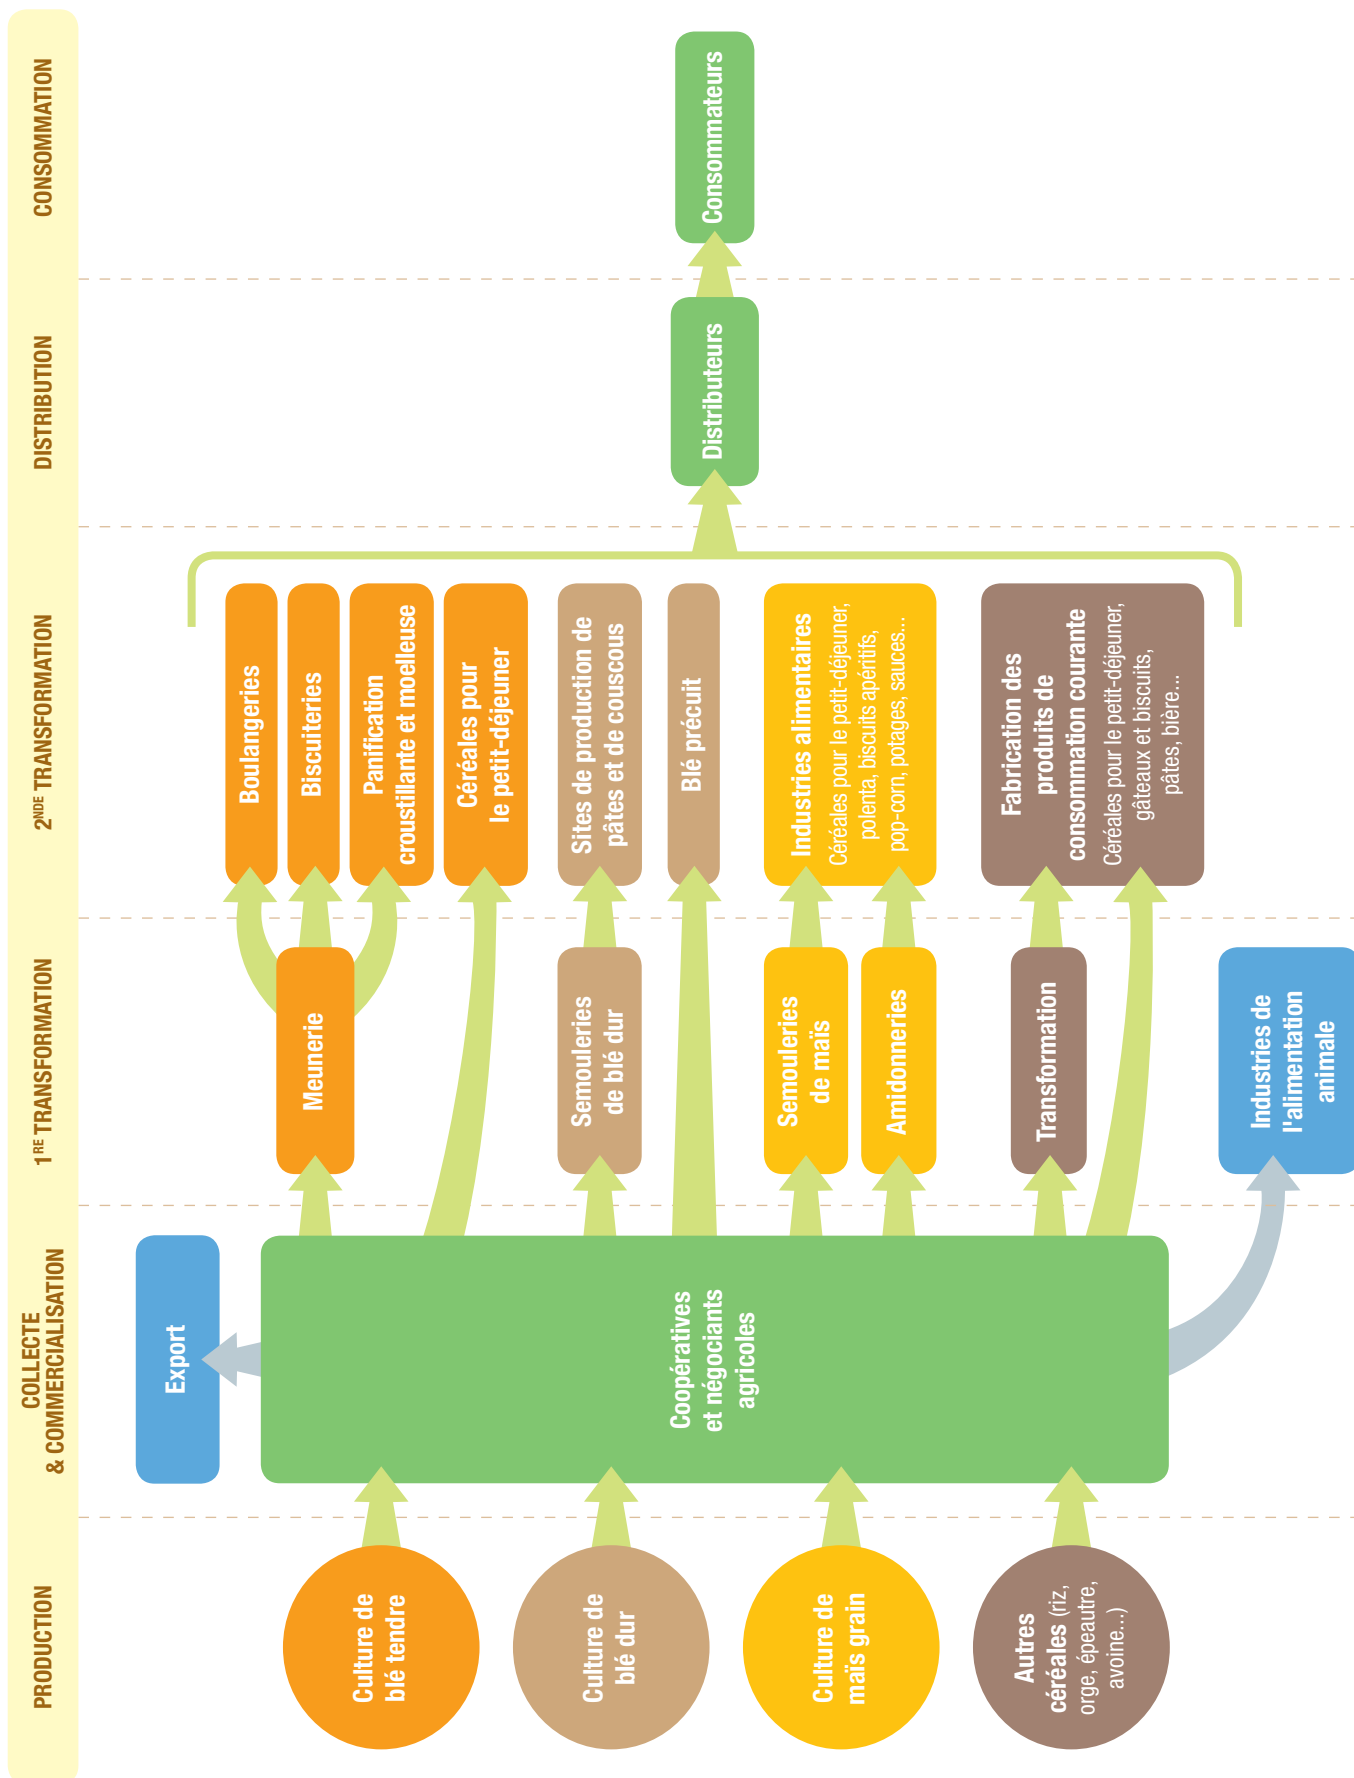 PRODUCTION
COLLECTE
& COMMERCIALISATION
1RE TRANSFORMATION
2NDE TRANSFORMATION
DISTRIBUTION
CONSOMMATION
Culture de
blé tendre
Culture de
blé dur
Culture de
maïs grain
Autres
céréales (riz,
orge, épeautre,
avoine...)
Export
Coopératives
et négociants
agricoles
Meunerie
Semouleries
de blé dur
Semouleries
de maïs
Amidonneries
Transformation
Industries de
l'alimentation
animale
Boulangeries
Biscuiteries
Panification
croustillante et moelleuse
Céréales pour
le petit-déjeuner
Sites de production de
pâtes et de couscous
Blé précuit
Industries alimentaires
Céréales pour le petit-déjeuner,
polenta, biscuits apéritifs,
pop-corn, potages, sauces...
Fabrication des
produits de
consommation courante
Céréales pour le petit-déjeuner,
gâteaux et biscuits,
pâtes, bière...
Distributeurs
Consommateurs